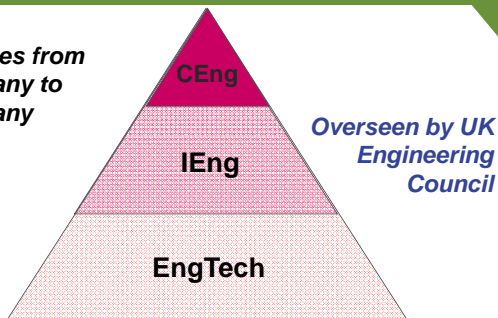 es from
any to
any
CEng
IEng
EngTech
Overseen by UK
Engineering
Council